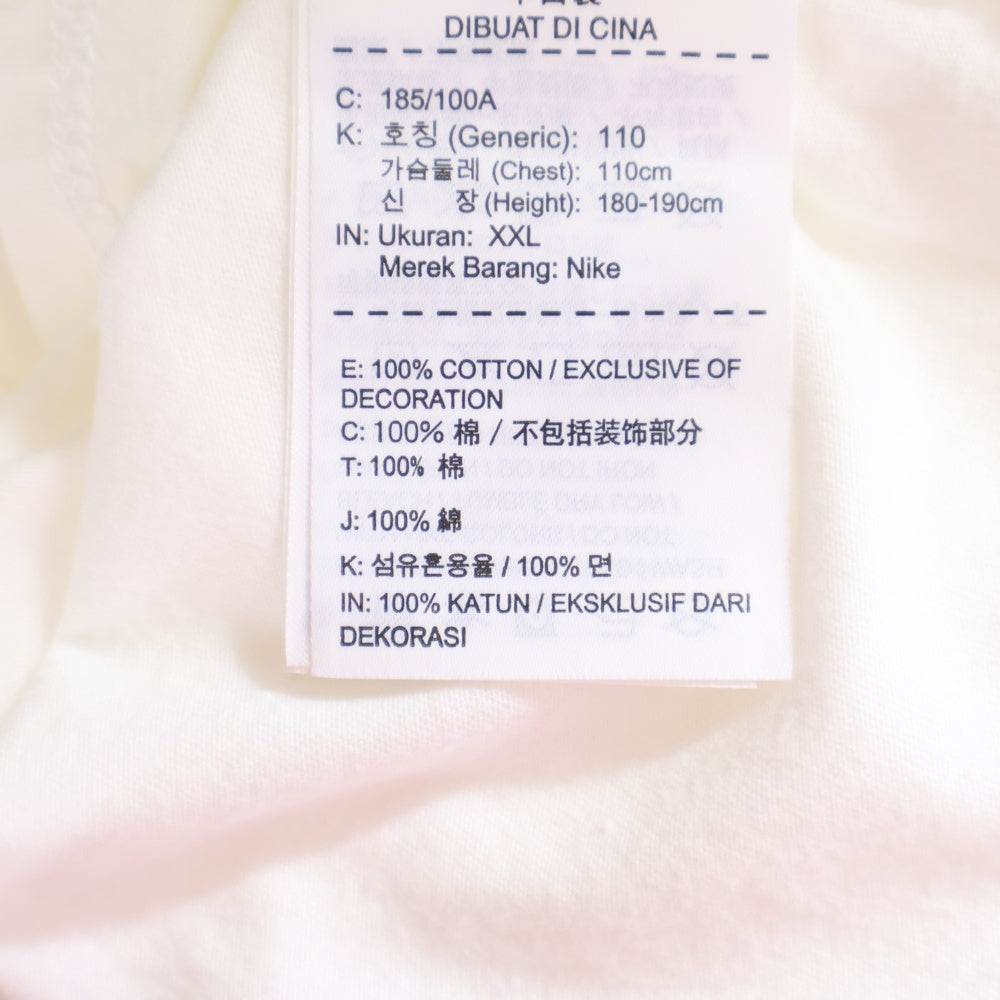 DIBUAT DI CINA
C: 185/100A
K: 호칭 (Generic): 110
가슴둘레 (Chest): 110cm
신 장 (Height): 180-190cm
IN: Ukuran: XXL
Merek Barang: Nike
E: 100% COTTON / EXCLUSIVE OF
DECORATION
C: 100% 棉 / 不包括装饰部分
T: 100% 棉
J: 100% 綿
K: 섬유혼용율 / 100% 면
IN: 100% KATUN / EKSKLUSIF DARI
DEKORASI